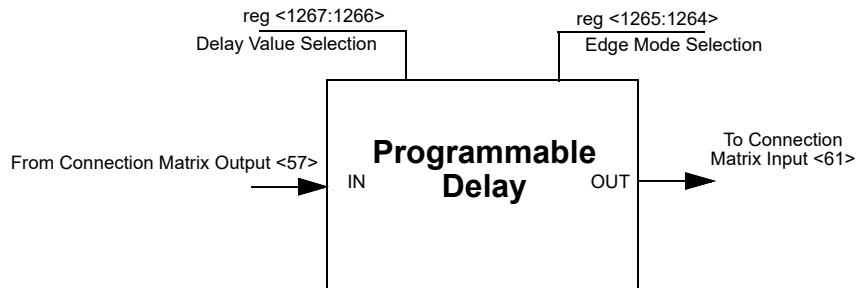 reg <1267:1266>
Delay Value Selection
reg <1265:1264>
Edge Mode Selection
From Connection Matrix Output <57>
IN
Programmable
Delay
OUT
To Connection
Matrix Input <61>